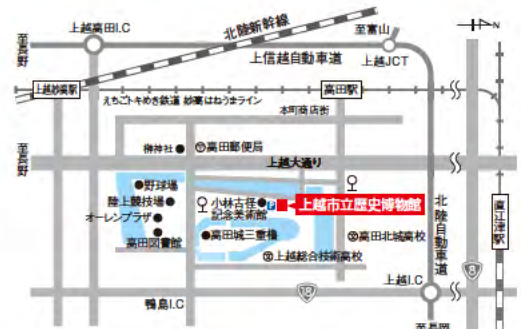 上越高田I.C
北陸新幹線
至富山
N
至長野
上信越自動車道
上越JCT
上越妙高駅
えちごトキめき鉄道 妙高はねうまライン
高田駅
本町商店街
榊神社
高田郵便局
至長野
上越大通り
野球場
陸上競技場
オーレンプラザ
高田図書館
小林古径
記念美術館
P
上越市立歴史博物館
高田城三重櫓
高田北城高校
上越総合技術高校
北陸自動車道
直江津駅
8
鴨島I.C
18
上越I.C
至長岡